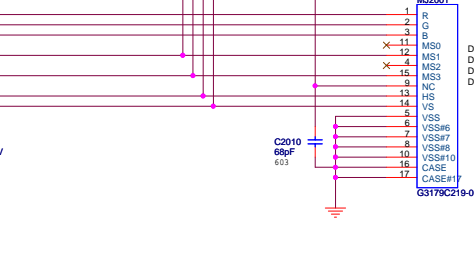 1 R
2 G
3 B
11 MS0
12 MS1
4 MS2
15 MS3
9 NC
13 HS
14 VS
5 VSS
6 VSS#6
7 VSS#7
8 VSS#8
10 VSS#10
16 CASE
17 CASE#17
D
D
D
D
C2010
68pF
603
G3179C219-0